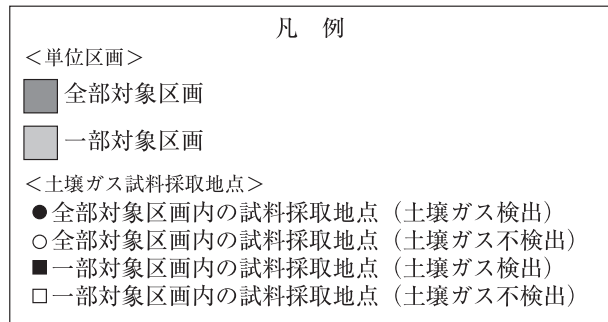 凡 例
<単位区画>
全部対象区画
一部対象区画
<土壌ガス試料採取地点>
●全部対象区画内の試料採取地点（土壌ガス検出）
○全部対象区画内の試料採取地点（土壌ガス不検出）
■一部対象区画内の試料採取地点（土壌ガス検出）
□一部対象区画内の試料採取地点（土壌ガス不検出）